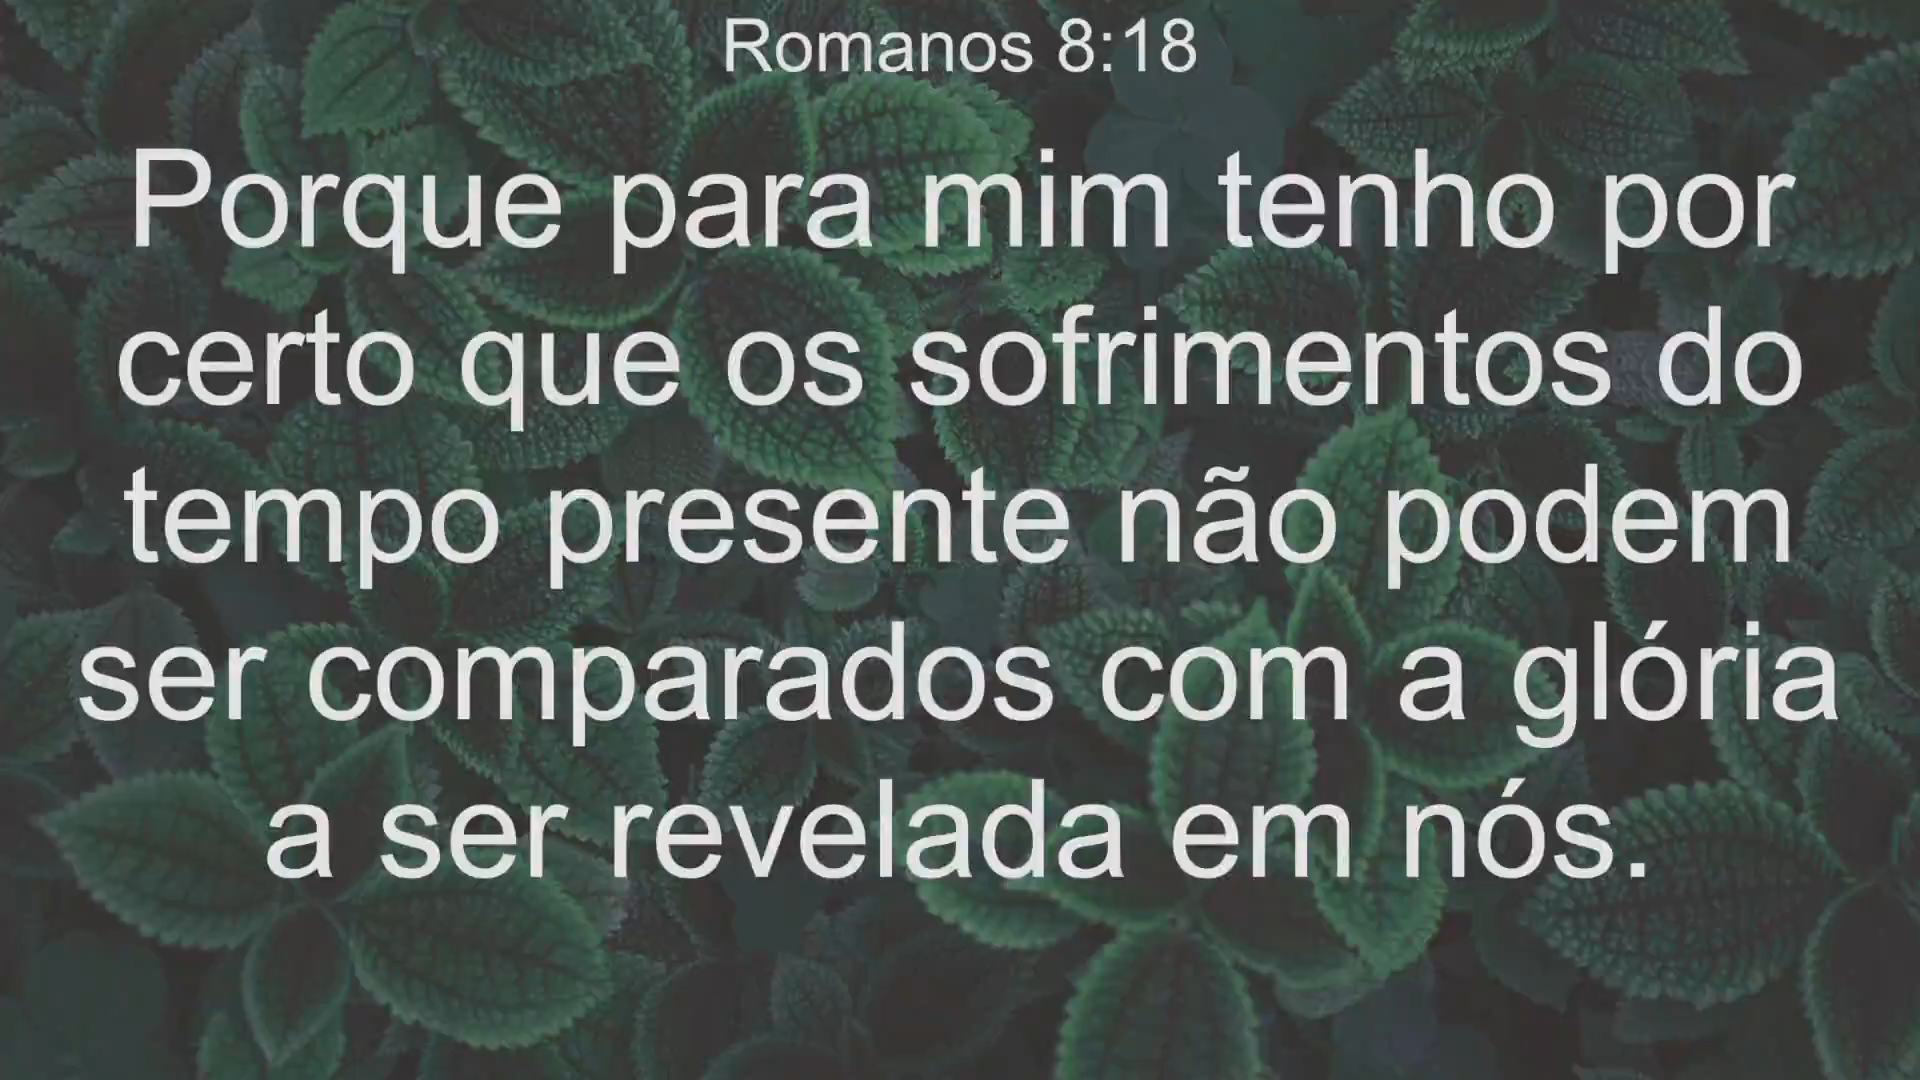 Romanos 8:18
Porque para mim tenho por
certo que os sofrimentos do
tempo presente não podem
ser comparados com a glória
a ser revelada em nós.